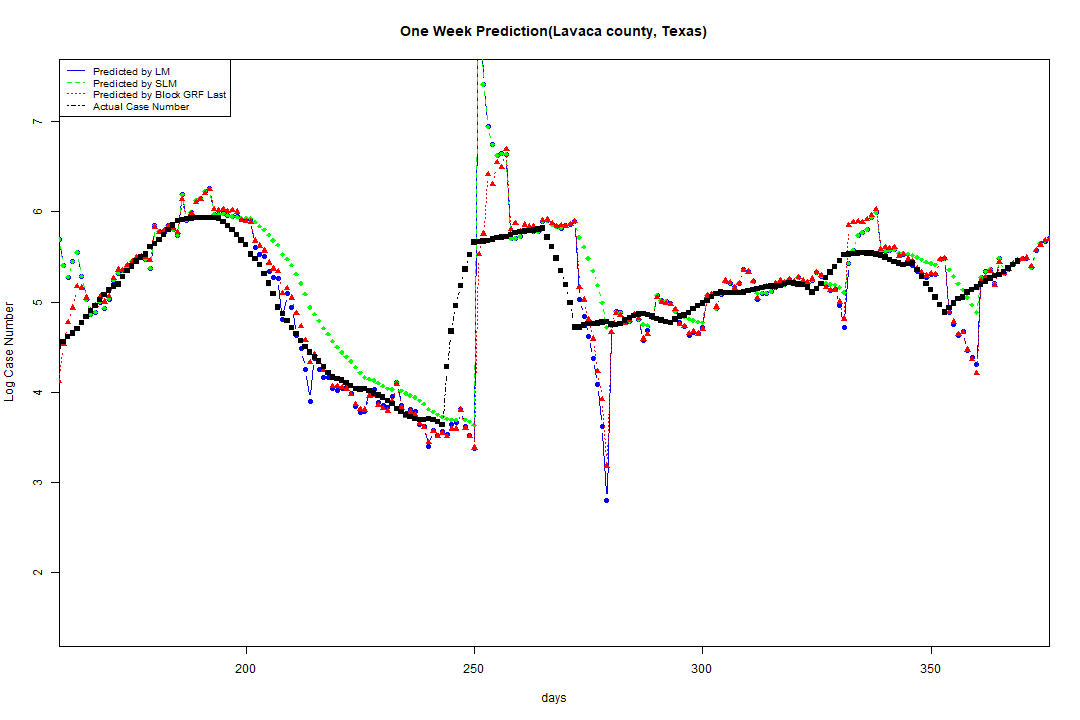 One Week Prediction(Lavaca county, Texas)
Predicted by LM
Predicted by SLM
Predicted by Block GRF Last
Actual Case Number
Log Case Number
7
6
5
4
3
2
200
250
300
350
days